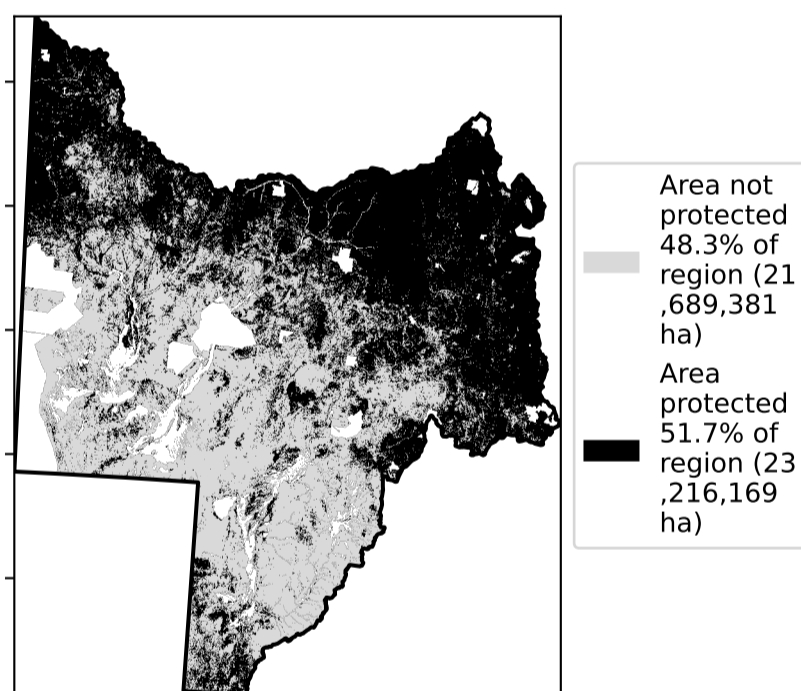 Area not
protected
48.3% of
region (21
,689,381
ha)
Area
protected
51.7% of
region (23
,216,169
ha)